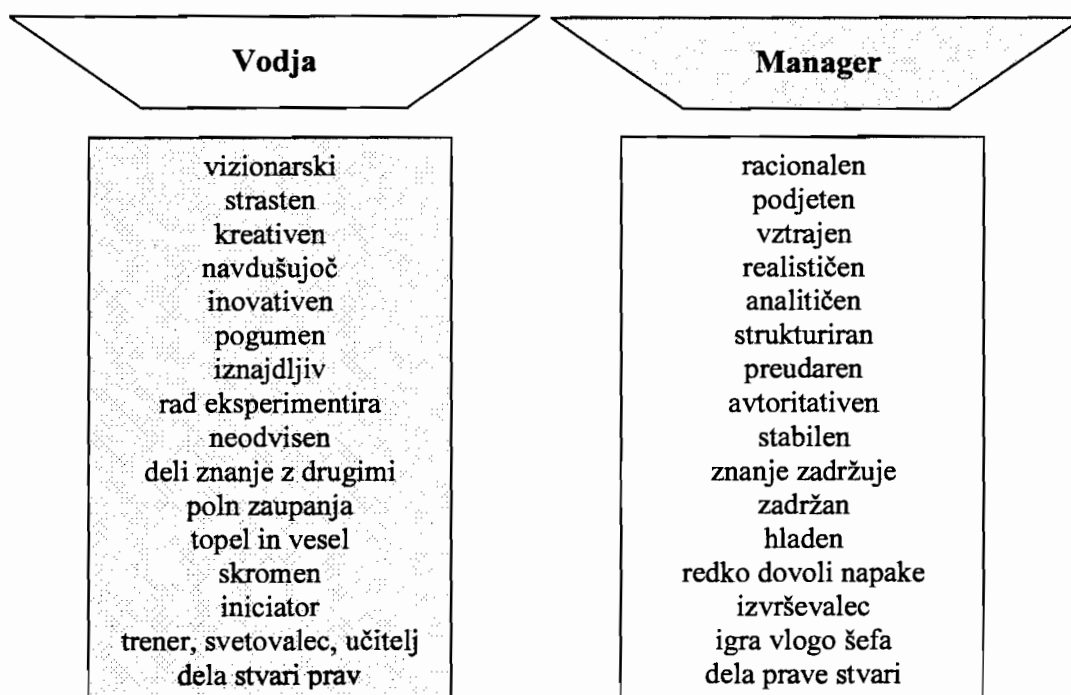 Vodja
vizionarski
strasten
kreativen
navdušujoč
inovativen
pogumen
iznajdljiv
rad eksperimentira
neodvisen
deli znanje z drugimi
poln zaupanja
topel in vesel
skromen
iniciator
trener, svetovalec, učitelj
dela stvari prav
Manager
racionalen
podjeten
vztrajen
realističen
analitičen
strukturiran
preudaren
avtoritativen
stabilen
znanje zadržuje
zadržan
hladen
redko dovoli napake
izvrševalec
igra vlogo šefa
dela prave stvari